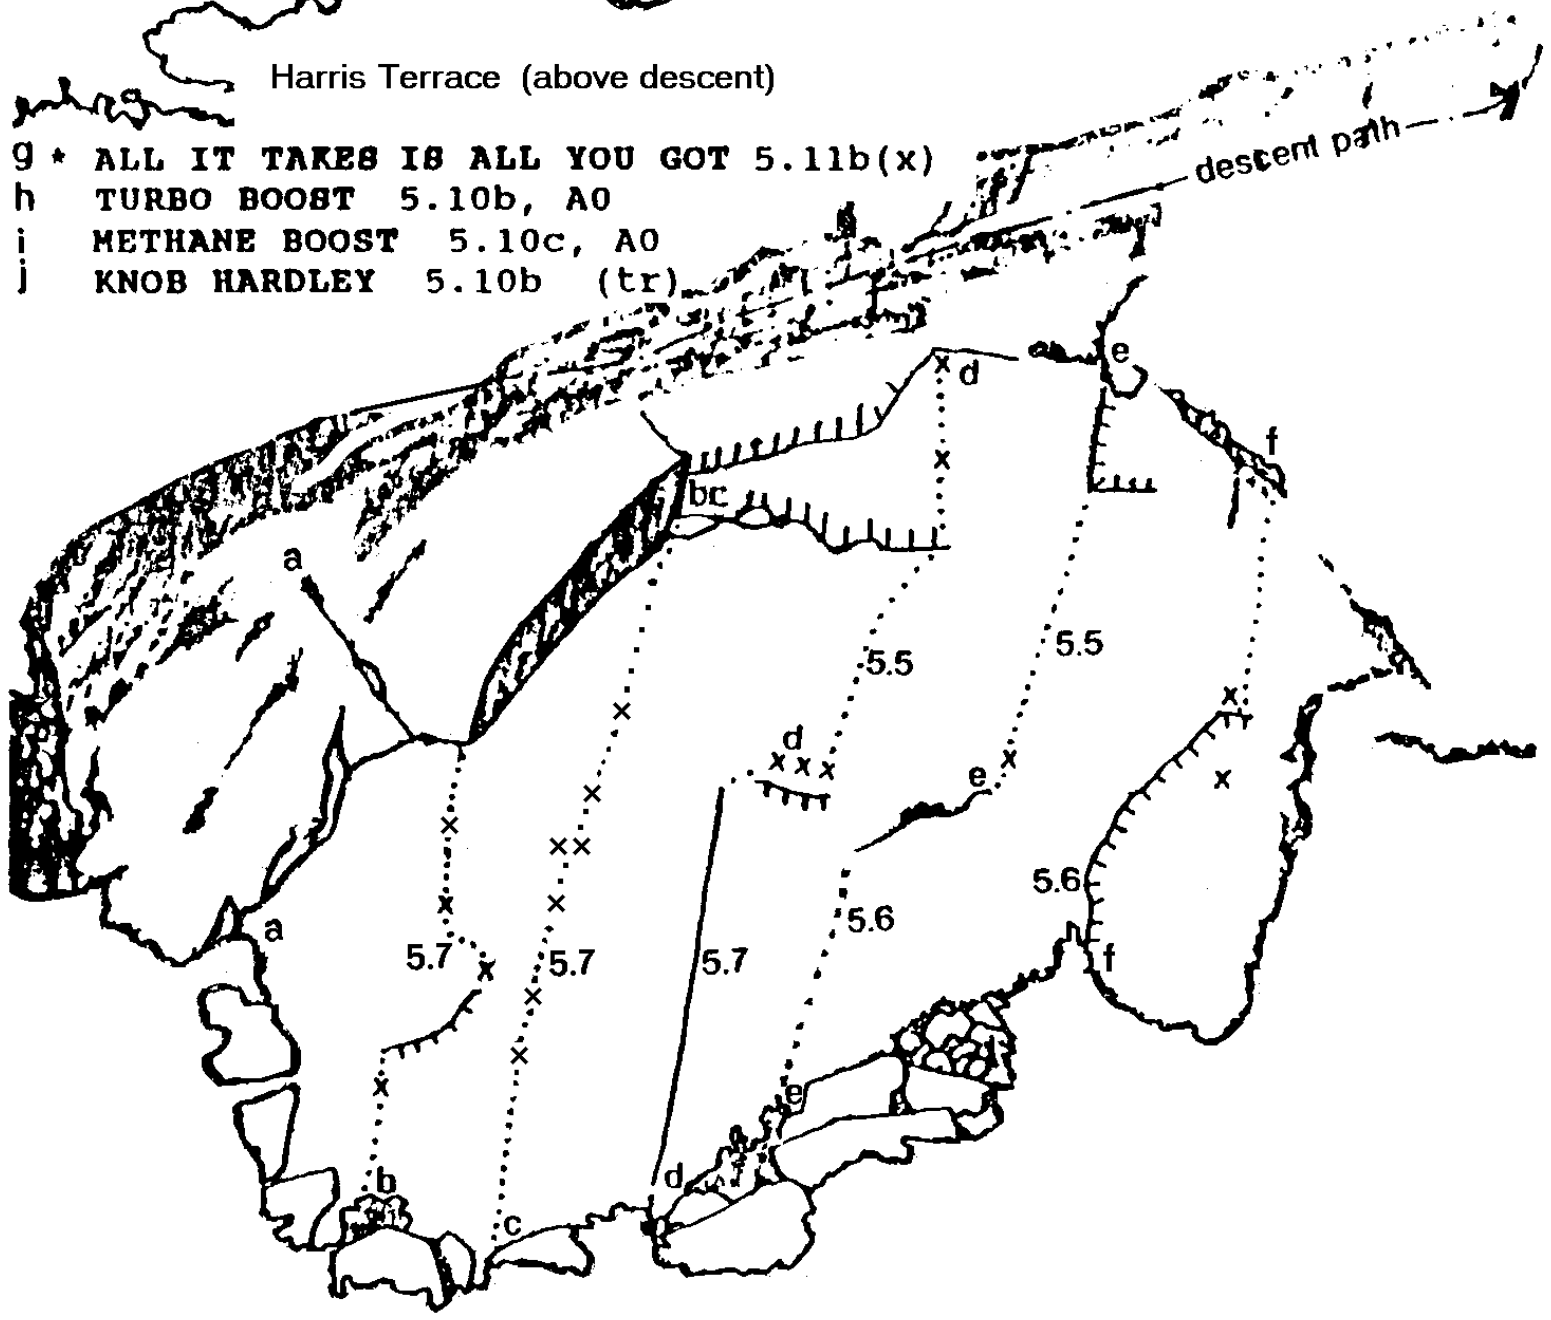 Harris Terrace (above descent)
g * ALL IT TAKES IS ALL YOU GOT 5.11b(x)
h TURBO BOOST 5.10b, A0
i METHANE BOOST 5.10c, A0
j KNOB HARDLEY 5.10b (tr)
descent path
e
d
f
bc
a
5.5
5.5
d
e
5.6
5.6
a
5.7
5.7
5.7
f
e
d
b
c